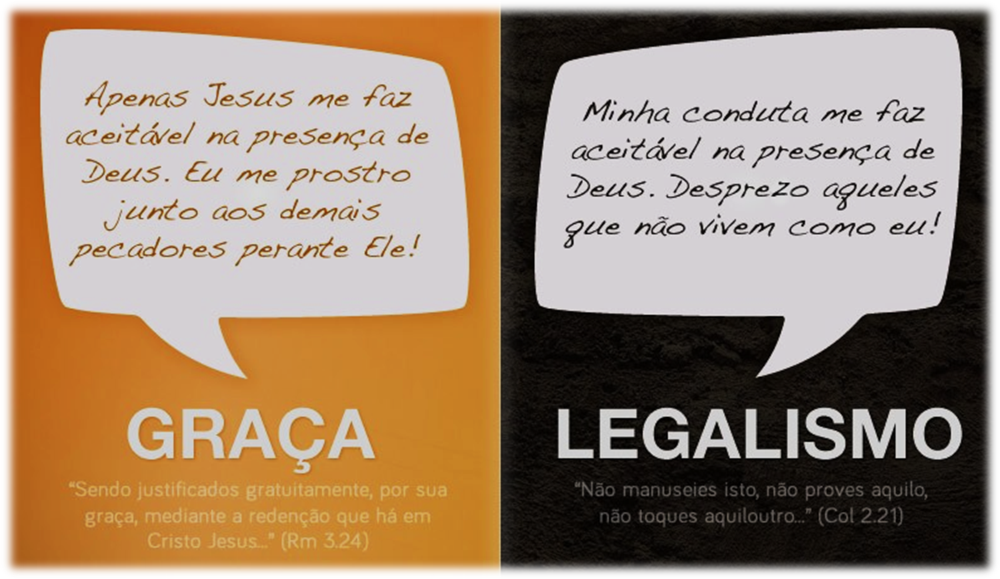 Apenas Jesus me faz
aceitável na presença de
Deus. Eu me prostro
junto aos demais
pecadores perante Ele!
GRAÇA
“Sendo justificados gratuitamente, por sua
graça, mediante a redenção que há em
Cristo Jesus...” (Rm 3.24)
Minha conduta me faz
aceitável na presença de
Deus. Desprezo aqueles
que não vivem como eu!
LEGALISMO
“Não manuseies isto, não proves aquilo,
não toques aquiloutro...” (Col 2.21)